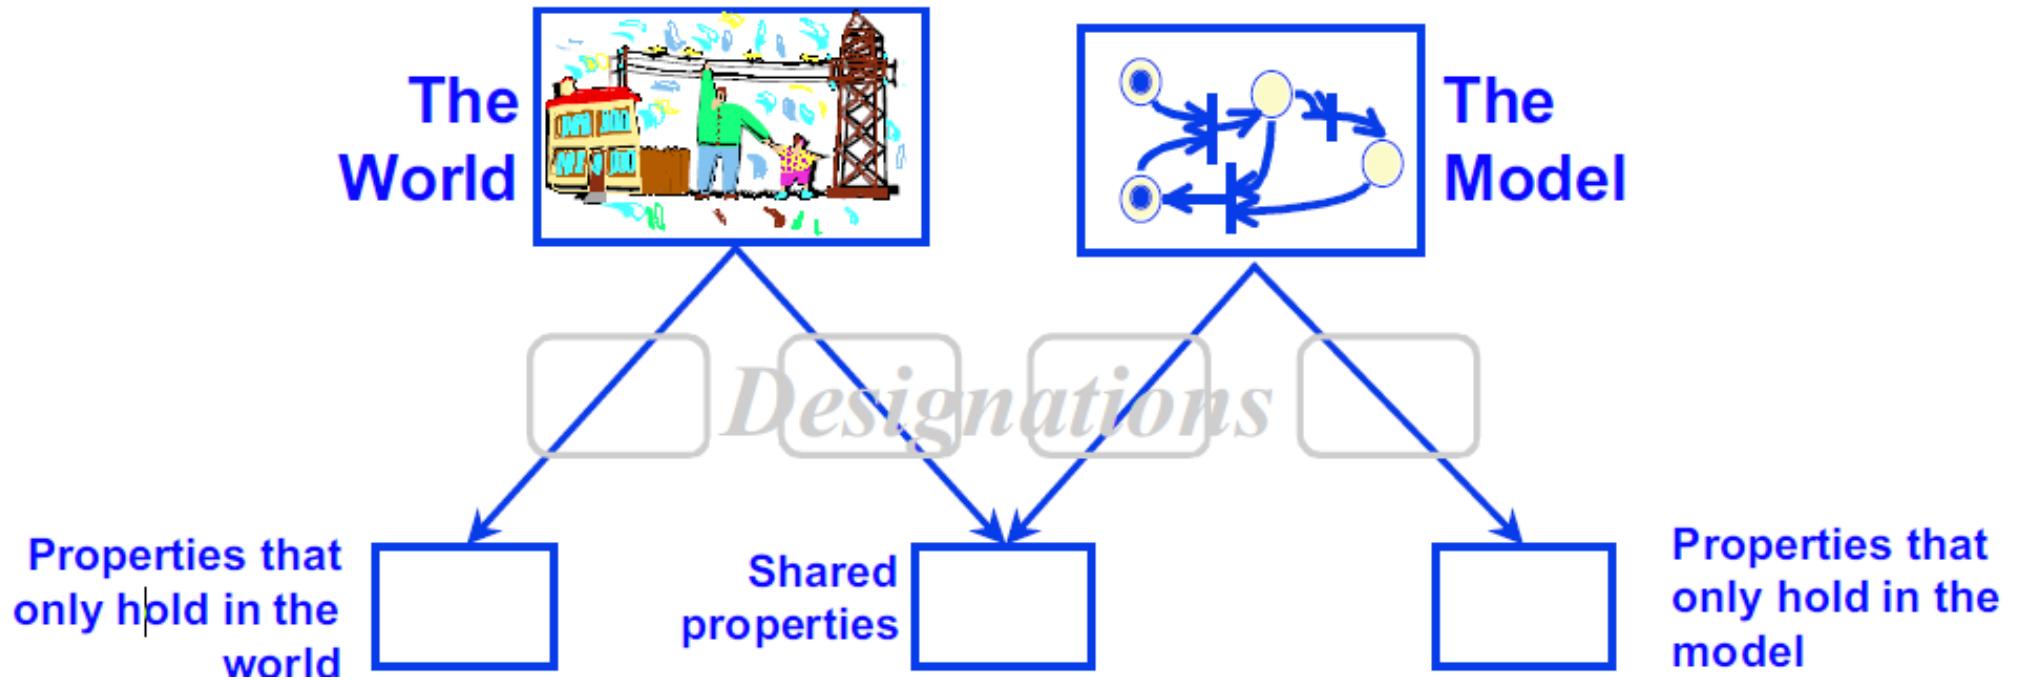 The
World
The
Model
Designations
Properties that
only hold in the
world
Shared
properties
Properties that
only hold in the
model